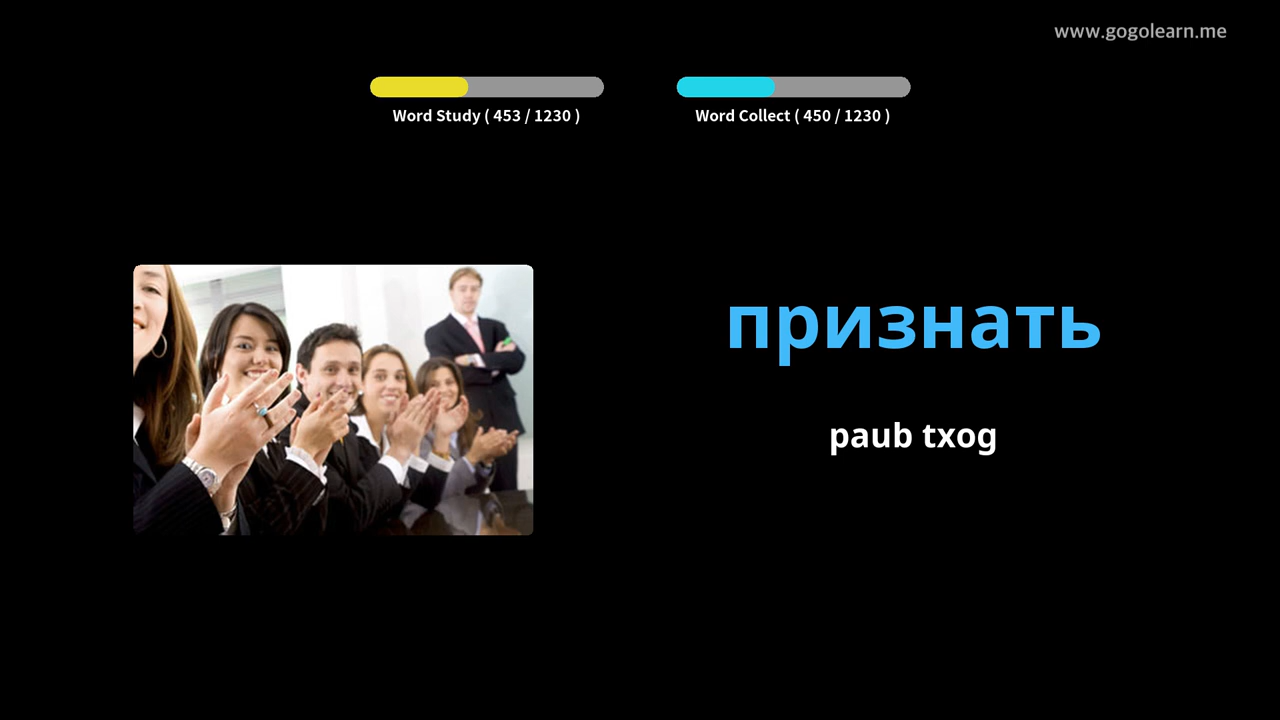 www.gogolearn.me
Word Study ( 453 / 1230 )
Word Collect ( 450 / 1230 )
признать
paub txog